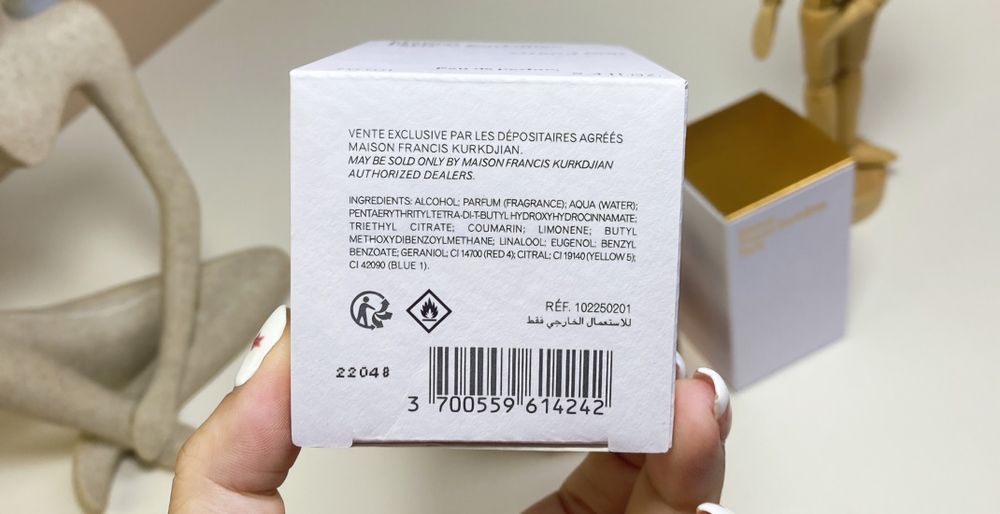 Eau de parfum
VENTE EXCLUSIVE PAR LES DÉPOSITAIRES AGRÉÉS
MAISON FRANCIS KURKDJIAN.
MAY BE SOLD ONLY BY MAISON FRANCIS KURKDJIAN
AUTHORIZED DEALERS.
INGREDIENTS: ALCOHOL; PARFUM (FRAGRANCE); AQUA (WATER);
PENTAERYTHRITYL TETRA-DI-T-BUTYL HYDROXYHYDROCINNAMATE;
TRIETHYL CITRATE; COUMARIN; LIMONENE; BUTYL
METHOXYDIBENZOYLMETHANE; LINALOOL; EUGENOL; BENZYL
BENZOATE; GERANIOL; CI 14700 (RED 4); CITRAL; CI 19140 (YELLOW 5);
CI 42090 (BLUE 1).
RÉF. 102250201
للاستعمال الخارجي فقط
22048
3 700559 614242